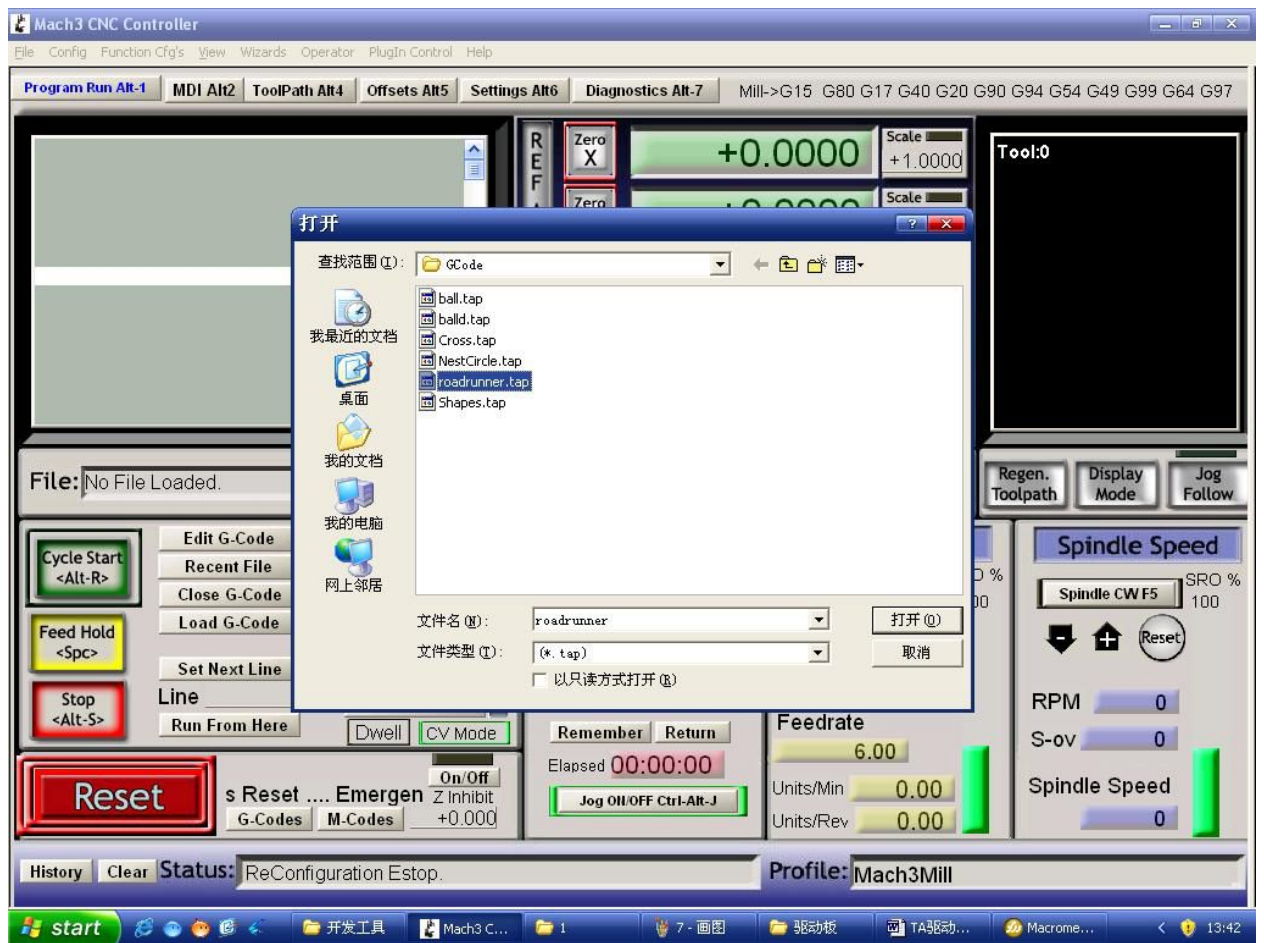 Mach3 CNC Controller
File Config Function Cfg's View Wizards Operator PlugIn Control Help
Program Run Alt-1 MDI Alt2 ToolPath Alt4 Offsets Alt5 Settings Alt6 Diagnostics Alt-7 Mill->G15 G80 G17 G40 G20 G90 G94 G54 G49 G99 G64 G97
REF
Zero X +0.0000 Scale +1.0000
Tool:0
Zero Scale
打开
查找范围(I): GCode
我最近的文档
桌面
我的文档
我的电脑
网上邻居
ball.tap
balld.tap
Cross.tap
NestCircle.tap
roadrunner.tap
Shapes.tap
文件名(N): roadrunner 打开(O)
文件类型(T): (*.tap) 取消
以只读方式打开(R)
File: No File Loaded.
Regen. Toolpath Display Mode Jog Follow
Cycle Start <Alt-R>
Feed Hold <Spc>
Stop <Alt-S>
Edit G-Code
Recent File
Close G-Code
Load G-Code
Set Next Line
Line
Run From Here
Dwell CV Mode
Reset
s Reset .... Emergen
G-Codes M-Codes
On/Off
Z Inhibit
+0.000
Remember Return
Elapsed 00:00:00
Jog ON/OFF Ctrl-Alt-J
Feedrate
6.00
Units/Min 0.00
Units/Rev 0.00
Spindle Speed
Spindle CW F5
SRO %
100
Reset
RPM 0
S-ov 0
Spindle Speed
0
History Clear Status: ReConfiguration Estop. Profile: Mach3Mill
start 开发工具 Mach3 C... 1 7 - 画图 驱动板 TA驱动... Macrome... 13:42